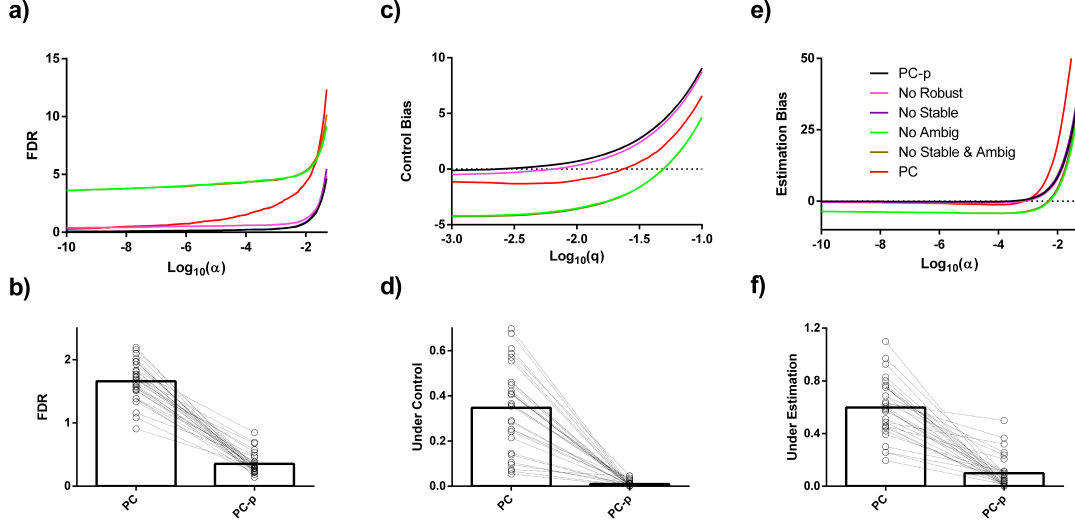 a)
FDR
15
10
5
0
-10
-8
-6
-4
-2
Log10(α)
c)
Control Bias
10
5
0
-5
-3.0
-2.5
-2.0
-1.5
-1.0
Log10(q)
e)
Estimation Bias
50
25
0
-10
-8
-6
-4
-2
Log10(α)
PC-p
No Robust
No Stable
No Ambig
No Stable & Ambig
PC
b)
FDR
2
1
0
PC
PC-p
d)
Under Control
0.6
0.4
0.2
0.0
PC
PC-p
f)
Under Estimation
1.2
0.8
0.4
0.0
PC
PC-p